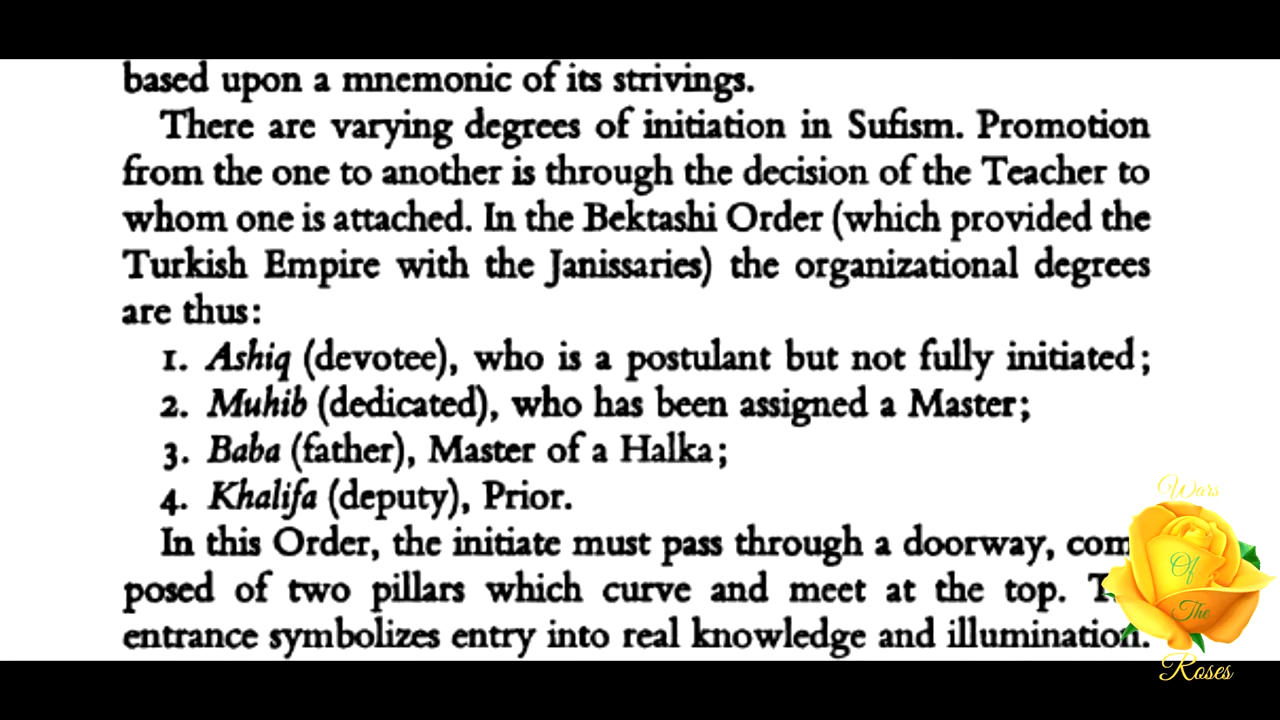 based upon a mnemonic of its strivings.
There are varying degrees of initiation in Sufism. Promotion
from the one to another is through the decision of the Teacher to
whom one is attached. In the Bektashi Order (which provided the
Turkish Empire with the Janissaries) the organizational degrees
are thus:
1. Ashiq (devotee), who is a postulant but not fully initiated;
2. Muhib (dedicated), who has been assigned a Master;
3. Baba (father), Master of a Halka;
4. Khalifa (deputy), Prior.
In this Order, the initiate must pass through a doorway, com
posed of two pillars which curve and meet at the top.
entrance symbolizes entry into real knowledge and illumination.
Wars
Of
The
Roses